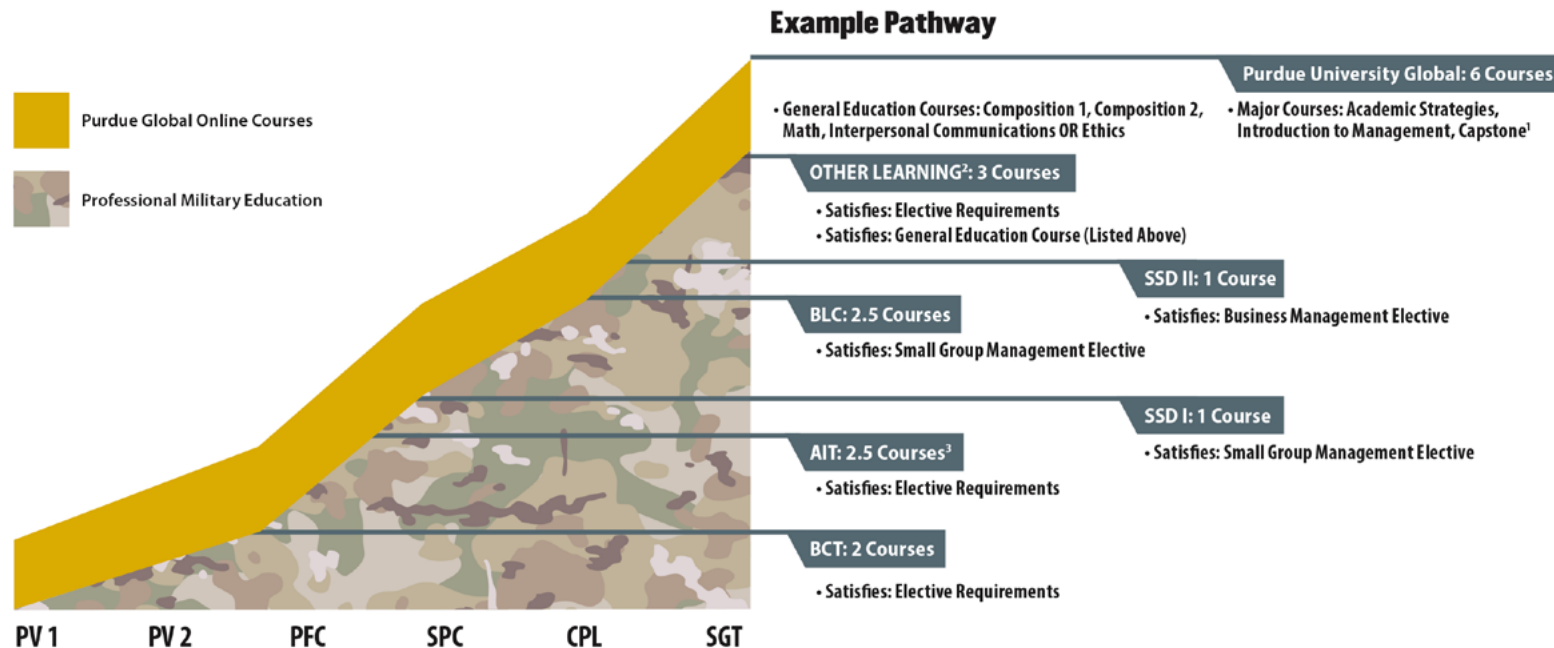 Example Pathway
Purdue Global Online Courses
Professional Military Education
Purdue University Global: 6 Courses
• General Education Courses: Composition 1, Composition 2,
Math, Interpersonal Communications OR Ethics
• Major Courses: Academic Strategies,
Introduction to Management, Capstone¹
OTHER LEARNING²: 3 Courses
• Satisfies: Elective Requirements
• Satisfies: General Education Course (Listed Above)
SSD II: 1 Course
• Satisfies: Business Management Elective
BLC: 2.5 Courses
• Satisfies: Small Group Management Elective
SSD I: 1 Course
• Satisfies: Small Group Management Elective
AIT: 2.5 Courses³
• Satisfies: Elective Requirements
BCT: 2 Courses
• Satisfies: Elective Requirements
PV 1 PV 2 PFC SPC CPL SGT